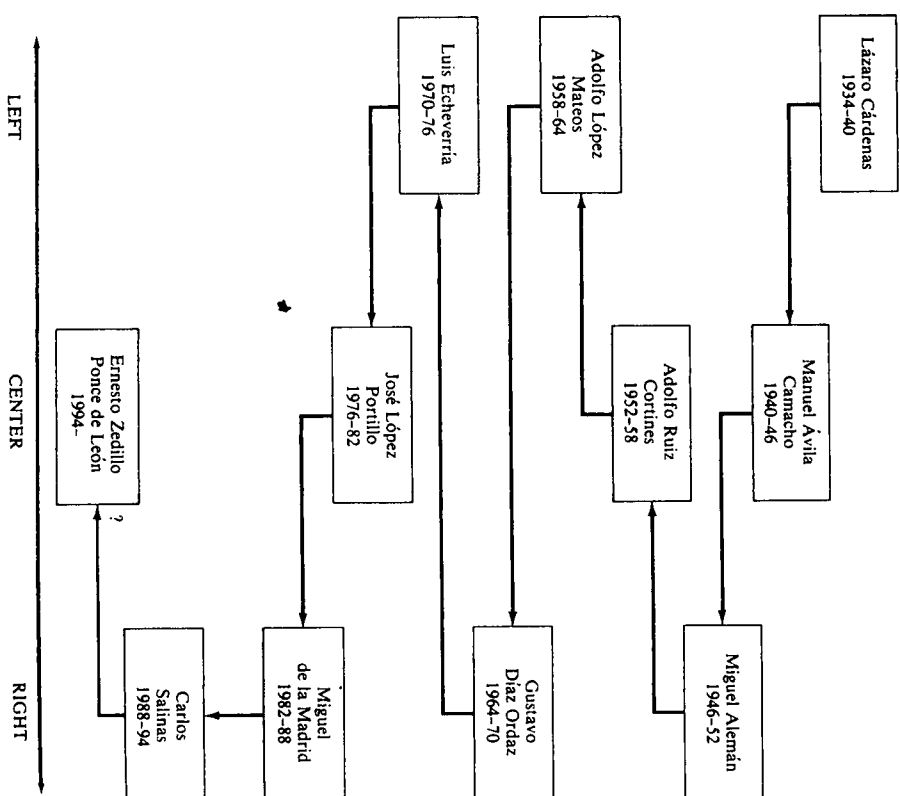 Lázaro Cárdenas
1934–40
Manuel Ávila
Camacho
1940–46
Miguel Alemán
1946–52
Adolfo Ruiz
Cortines
1952–58
Adolfo López
Mateos
1958–64
Gustavo
Díaz Ordaz
1964–70
Luis Echeverría
1970–76
José López
Portillo
1976–82
Miguel
de la Madrid
1982–88
Carlos
Salinas
1988–94
?
Ernesto Zedillo
Ponce de León
1994–
LEFT
CENTER
RIGHT